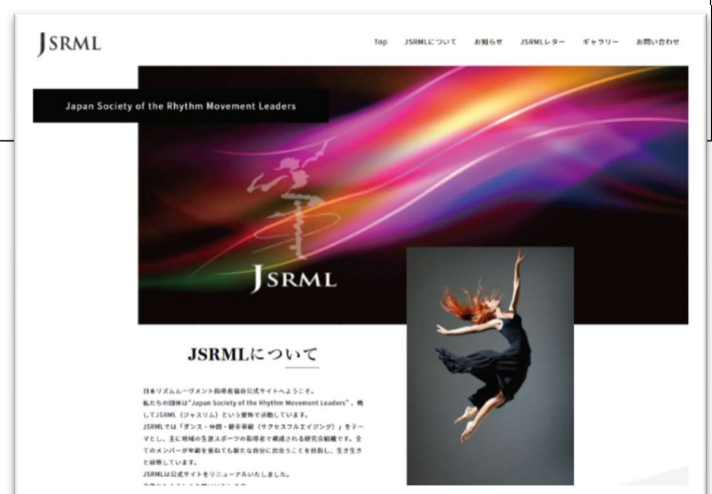 JSRML
Top JSRMLについて お知らせ JSRMLレター ギャラリー お問い合わせ
Japan Society of the Rhythm Movement Leaders
JSRML
JSRMLについて
日本リズムムーヴメント指導者協会公式サイトへようこそ。
私たちの団体は"Japan Society of the Rhythm Movement Leaders"、略
してJSRML（ジャスリム）という愛称で活動しています。
JSRMLでは「ダンス・仲間・継幸華齢（サクセスフルエイジング）」をテー
マとし、主に地域の生涯スポーツの指導者で構成される研究会組織です。全
てのメンバーが年齢を重ねても新たな自分に出会うことを目指し、生き生き
と研修しています。
JSRMLは公式サイトをリニューアルいたしました。